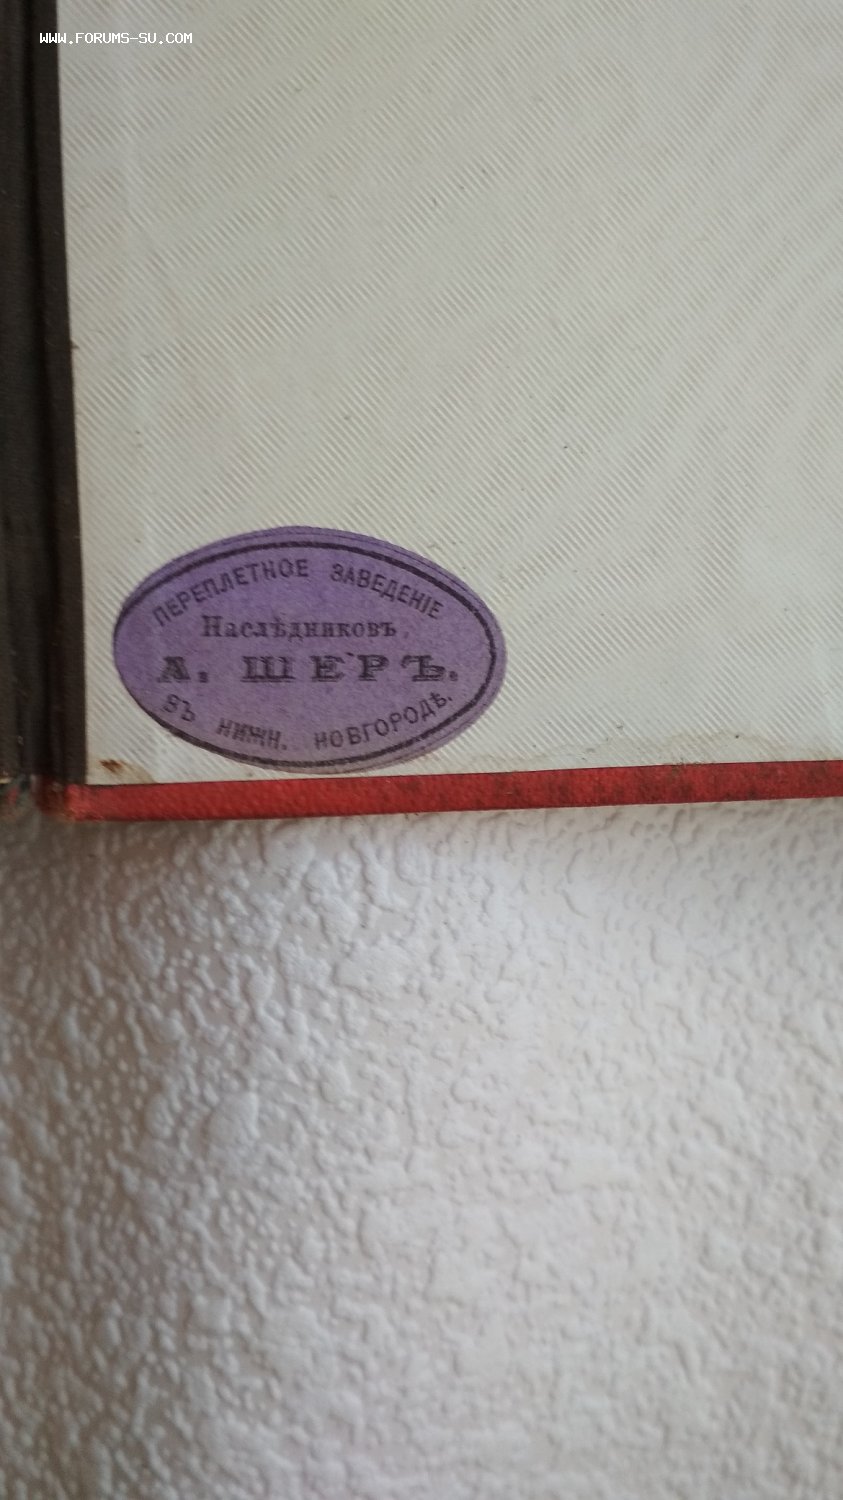 WWW.FORUMS-SU.COM
ПЕРЕПЛЕТНОЕ ЗАВЕДЕНІЕ
Наслѣдниковъ
А. ШЕРЪ.
ВЪ НИЖН. НОВГОРОДѢ.